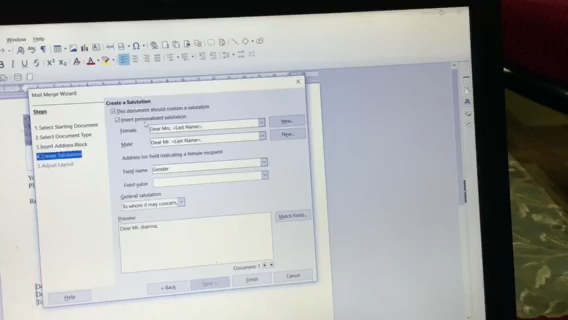 Window Help
Mail Merge Wizard
Steps
1.Select Starting Document
2.Select Document Type
3.Insert Address Block
4.Create Salutation
5.Adjust Layout
Create a Salutation
This document should contain a salutation
Insert personalized salutation
Female Dear Mrs. <Last Name>, New...
Male Dear Mr. <Last Name>, New...
Address list field indicating a female recipient
Field name Gender
Field value
General salutation
To whom it may concern,
Preview
Dear Mr. sharma,
Match fields...
Document: 1
Help < Back Next > Finish Cancel